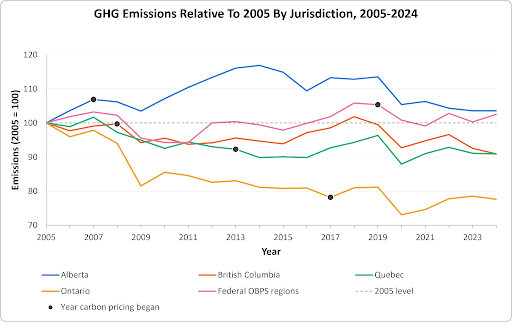 GHG Emissions Relative To 2005 By Jurisdiction, 2005-2024
120
110
100
90
80
70
Emissions (2005 = 100)
2005 2007 2009 2011 2013 2015 2017 2019 2021 2023
Year
Alberta British Columbia Quebec
Ontario Federal OBPS regions 2005 level
Year carbon pricing began